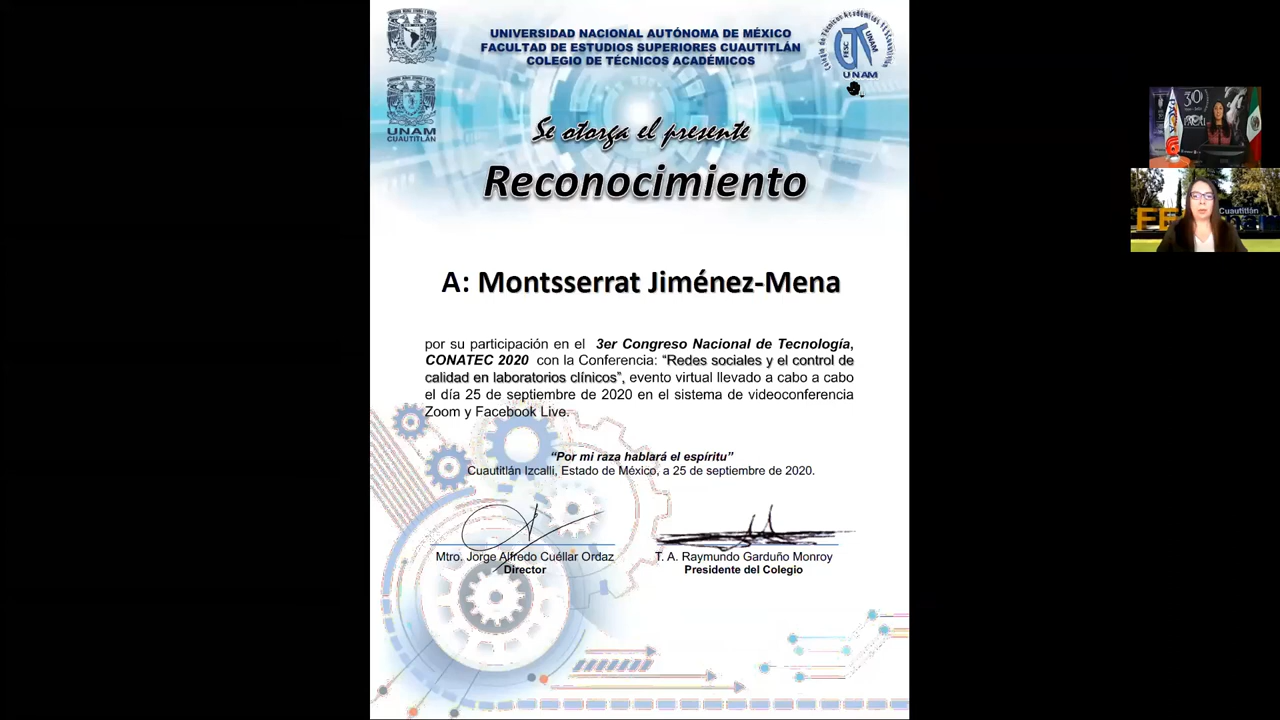 UNIVERSIDAD NACIONAL AUTÓNOMA DE MÉXICO
FACULTAD DE ESTUDIOS SUPERIORES CUAUTITLÁN
COLEGIO DE TÉCNICOS ACADÉMICOS
FESC
UNAM
UNAM
UNAM
CUAUTITLÁN
Se otorga el presente
Reconocimiento
A: Montsserrat Jiménez-Mena
por su participación en el 3er Congreso Nacional de Tecnología,
CONATEC 2020 con la Conferencia: “Redes sociales y el control de
calidad en laboratorios clínicos”, evento virtual llevado a cabo a cabo
el día 25 de septiembre de 2020 en el sistema de videoconferencia
Zoom y Facebook Live.
“Por mi raza hablará el espíritu”
Cuautitlán Izcalli, Estado de México, a 25 de septiembre de 2020.
Mtro. Jorge Alfredo Cuéllar Ordaz
Director
T. A. Raymundo Garduño Monroy
Presidente del Colegio
30
Cuautitlán